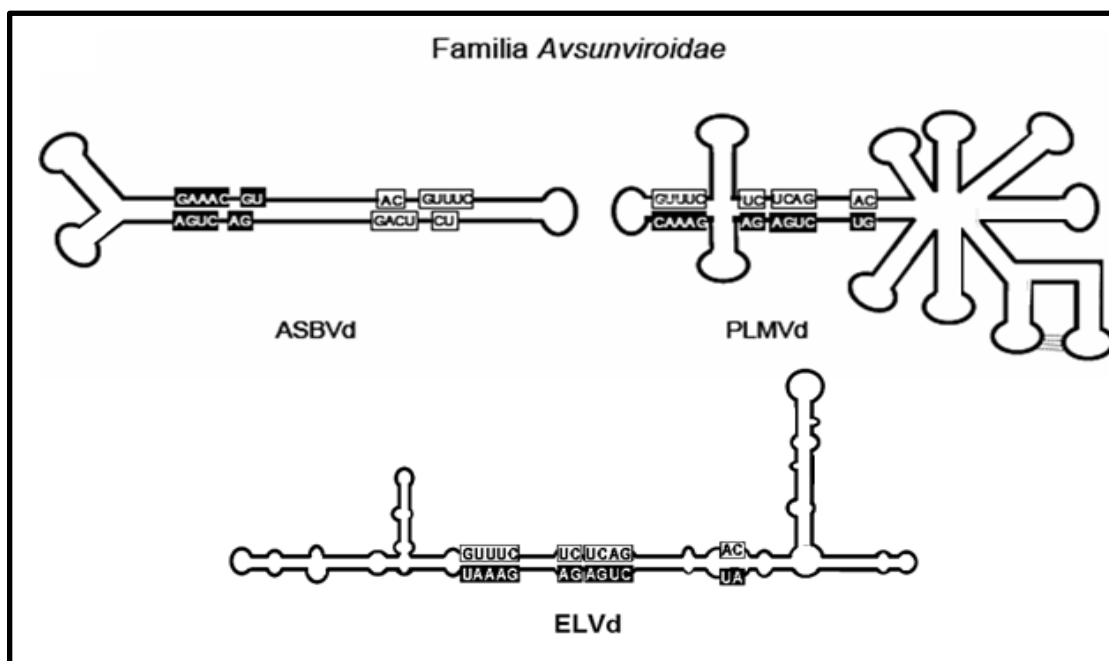 Familia Avsunviroidae
GAAAC GU AC GUUUC
AGUC AG GACU CU
GUUUC UC UCAG AC
CAAAG AG AGUC UG
ASBVd
PLMVd
GUUUC UC UCAG AC
UAAAG AG AGUC UA
ELVd